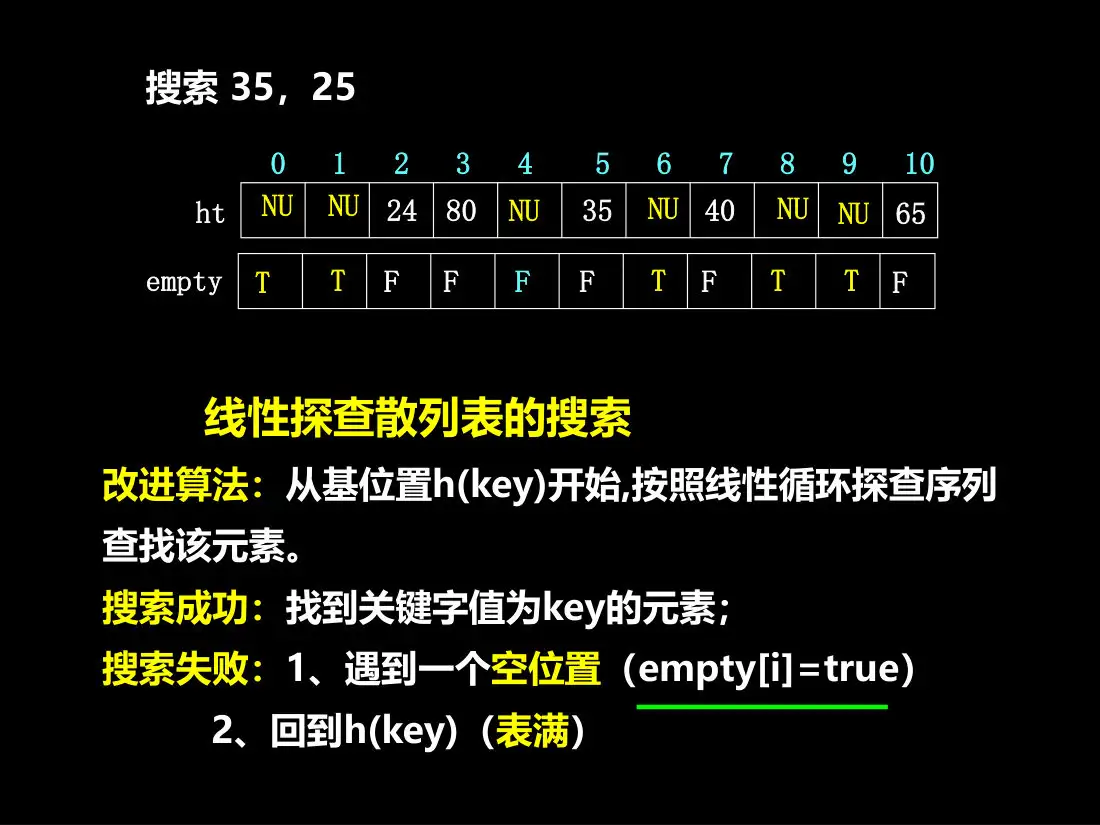 搜索 35，25
0 1 2 3 4 5 6 7 8 9 10
ht NU NU 24 80 NU 35 NU 40 NU NU 65
empty T T F F F F T F T T F
线性探查散列表的搜索
改进算法：从基位置h(key)开始,按照线性循环探查序列
查找该元素。
搜索成功：找到关键字值为key的元素；
搜索失败：1、遇到一个空位置（empty[i]=true）
2、回到h(key)（表满）